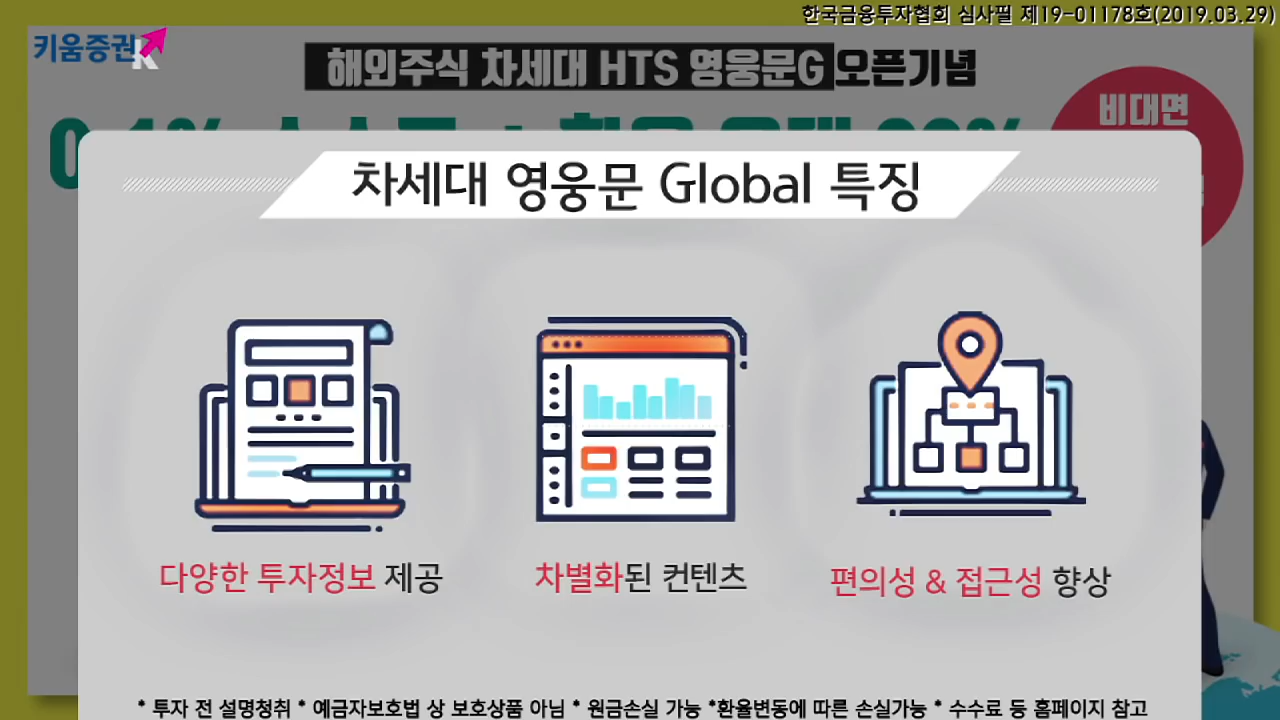 한국금융투자협회 심사필 제19-01178호(2019.03.29)
키움증권
해외주식 차세대 HTS 영웅문G 오픈기념
비대면
차세대 영웅문 Global 특징
다양한 투자정보 제공
차별화된 컨텐츠
편의성 & 접근성 향상
* 투자 전 설명청취 * 예금자보호법 상 보호상품 아님 * 원금손실 가능 *환율변동에 따른 손실가능 * 수수료 등 홈페이지 참고